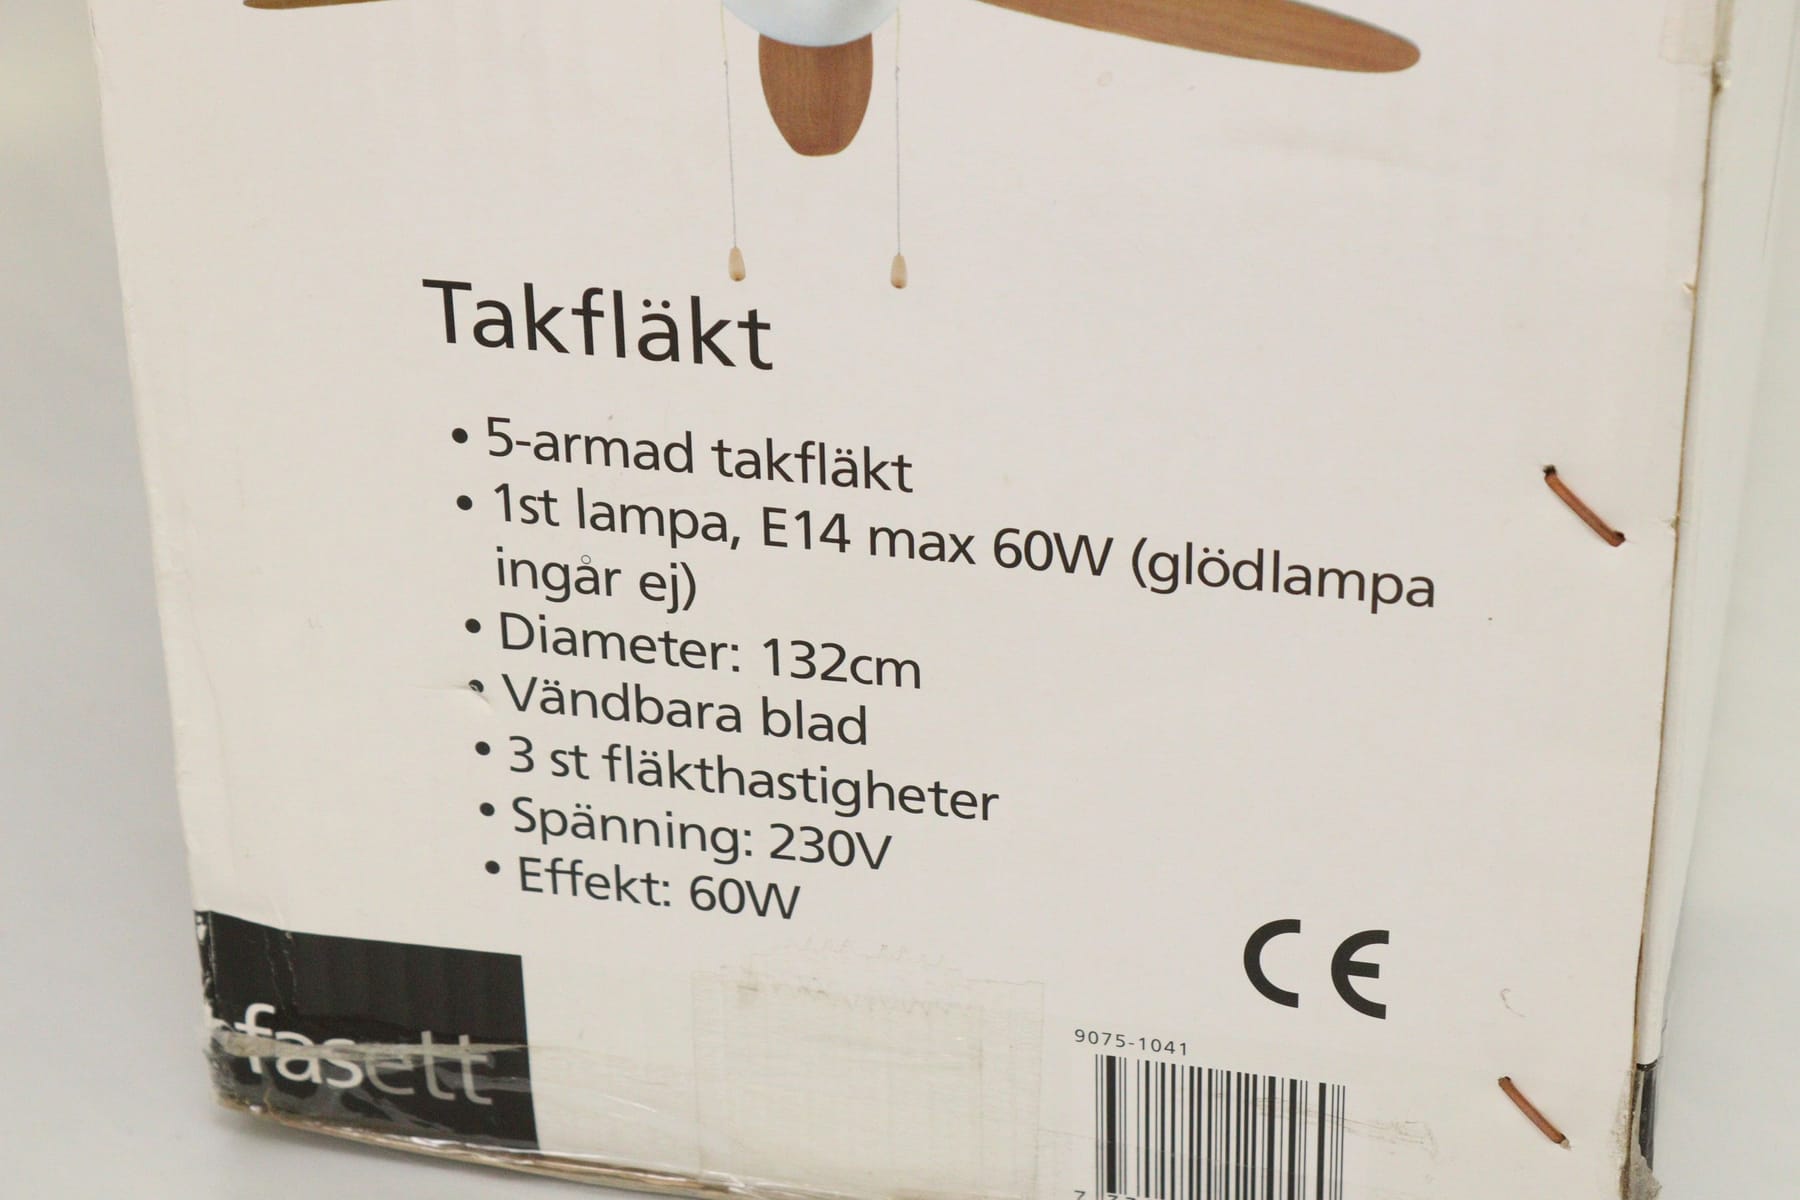 Takfläkt
• 5-armad takfläkt
• 1st lampa, E14 max 60W (glödlampa
ingår ej)
• Diameter: 132cm
• Vändbara blad
• 3 st fläkthastigheter
• Spänning: 230V
• Effekt: 60W
CE
fasett
9075-1041